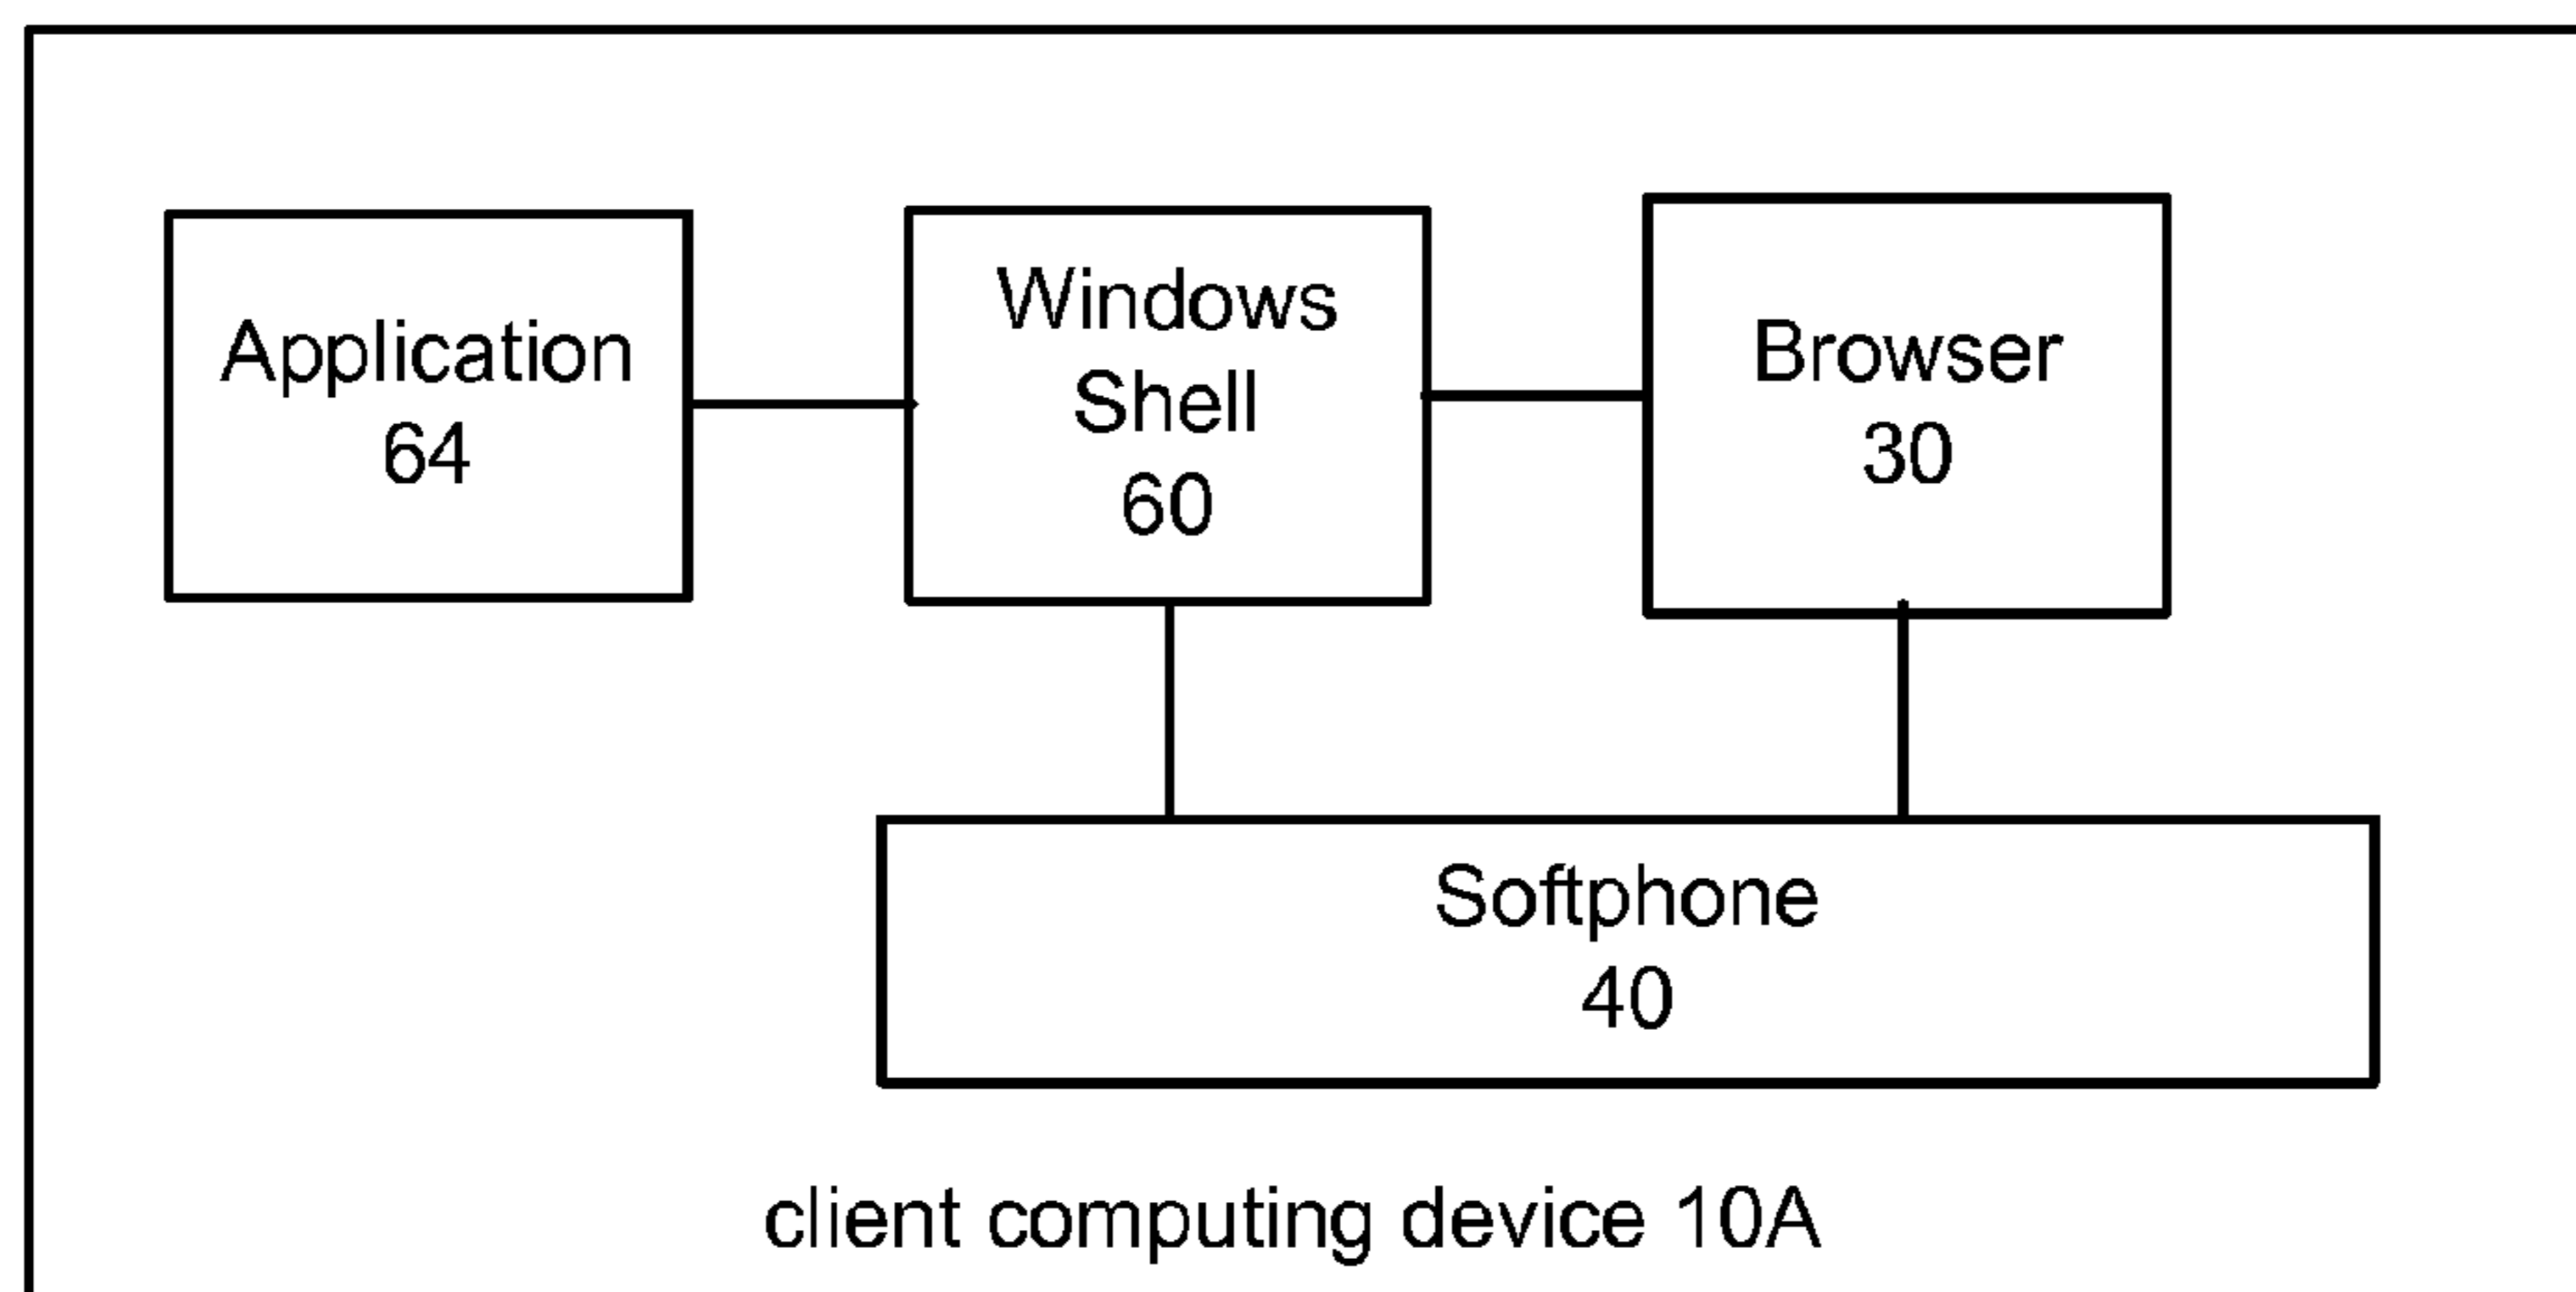 Application
64
Windows
Shell
60
Browser
30
Softphone
40
client computing device 10A